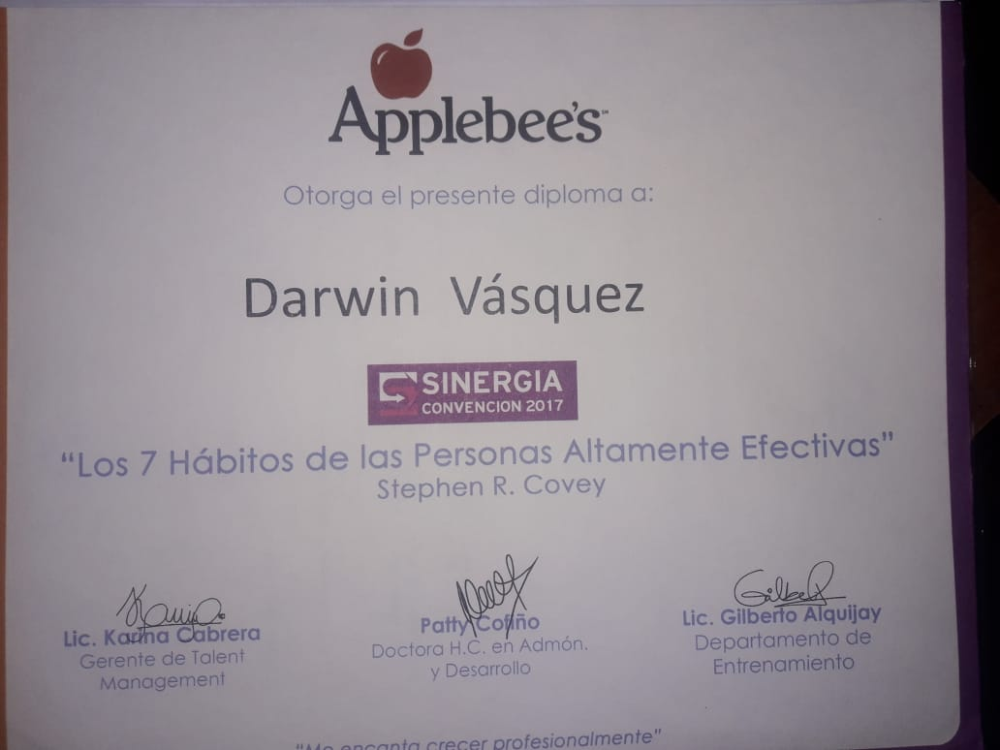 Applebee's
Otorga el presente diploma a:
Darwin Vásquez
SINERGIA
CONVENCION 2017
“Los 7 Hábitos de las Personas Altamente Efectivas”
Stephen R. Covey
Lic. Karina Cabrera
Gerente de Talent
Management
Patty Cofiño
Doctora H.C. en Admón.
y Desarrollo
Lic. Gilberto Alquijay
Departamento de
Entrenamiento
“Me encanta crecer profesionalmente”